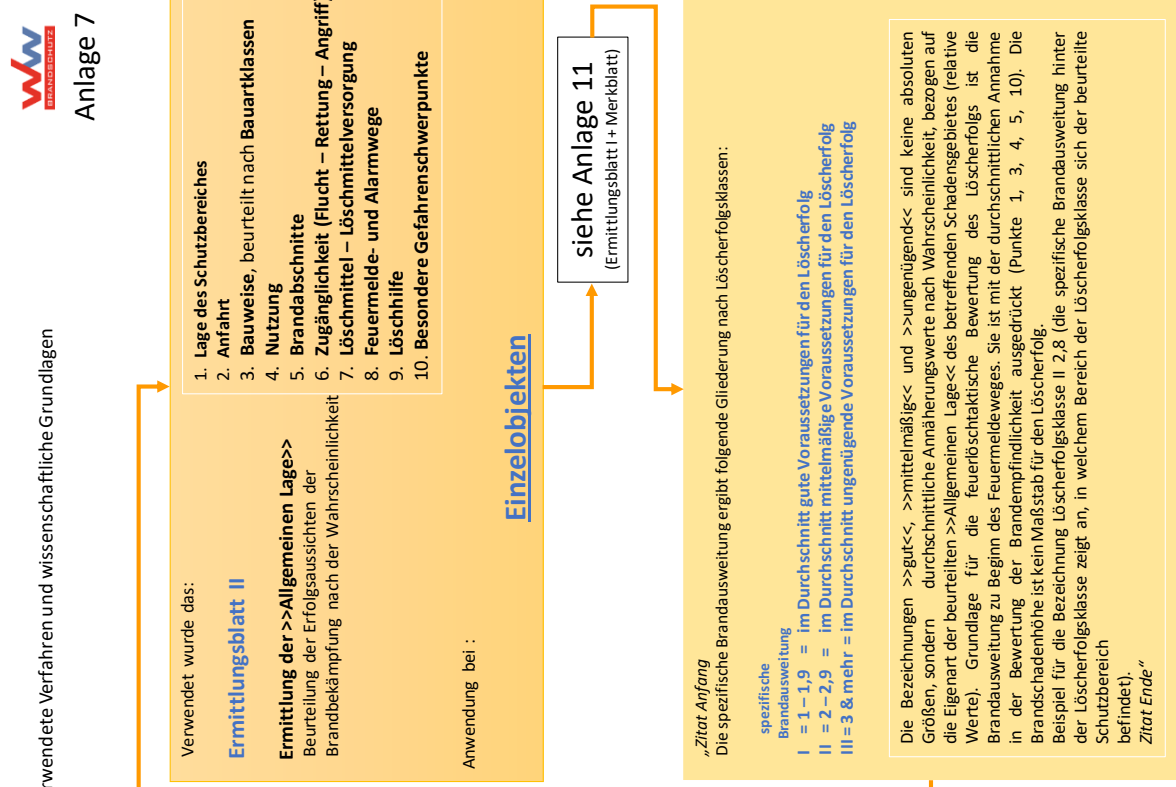 rwendete Verfahren und wissenschaftliche Grundlagen
WW
BRANDSCHUTZ
Anlage 7
Verwendet wurde das:
Ermittlungsblatt II
Ermittlung der >>Allgemeinen Lage>>
Beurteilung der Erfolgsaussichten der
Brandbekämpfung nach der Wahrscheinlichkeit
Anwendung bei :
Einzelobjekten
1. Lage des Schutzbereiches
2. Anfahrt
3. Bauweise, beurteilt nach Bauartklassen
4. Nutzung
5. Brandabschnitte
6. Zugänglichkeit (Flucht – Rettung – Angriff)
7. Löschmittel – Löschmittelversorgung
8. Feuermelde- und Alarmwege
9. Löschhilfe
10. Besondere Gefahrenschwerpunkte
siehe Anlage 11
(Ermittlungsblatt I + Merkblatt)
„Zitat Anfang
Die spezifische Brandausweitung ergibt folgende Gliederung nach Löscherfolgsklassen:
spezifische
Brandausweitung
I = 1 – 1,9 = im Durchschnitt gute Voraussetzungen für den Löscherfolg
II = 2 – 2,9 = im Durchschnitt mittelmäßige Voraussetzungen für den Löscherfolg
III = 3 & mehr = im Durchschnitt ungenügende Voraussetzungen für den Löscherfolg
Die Bezeichnungen >>gut<<, >>mittelmäßig<< und >>ungenügend<< sind keine absoluten
Größen, sondern durchschnittliche Annäherungswerte nach Wahrscheinlichkeit, bezogen auf
die Eigenart der beurteilten >>Allgemeinen Lage<< des betreffenden Schadensgebietes (relative
Werte). Grundlage für die feuerlöschtaktische Bewertung des Löscherfolgs ist die
Brandausweitung zu Beginn des Feuermeldeweges. Sie ist mit der durchschnittlichen Annahme
in der Bewertung der Brandempfindlichkeit ausgedrückt (Punkte 1, 3, 4, 5, 10). Die
Brandschadenhöhe ist kein Maßstab für den Löscherfolg.
Beispiel für die Bezeichnung Löscherfolgsklasse II 2,8 (die spezifische Brandausweitung hinter
der Löscherfolgsklasse zeigt an, in welchem Bereich der Löscherfolgsklasse sich der beurteilte
Schutzbereich
befindet).
Zitat Ende“